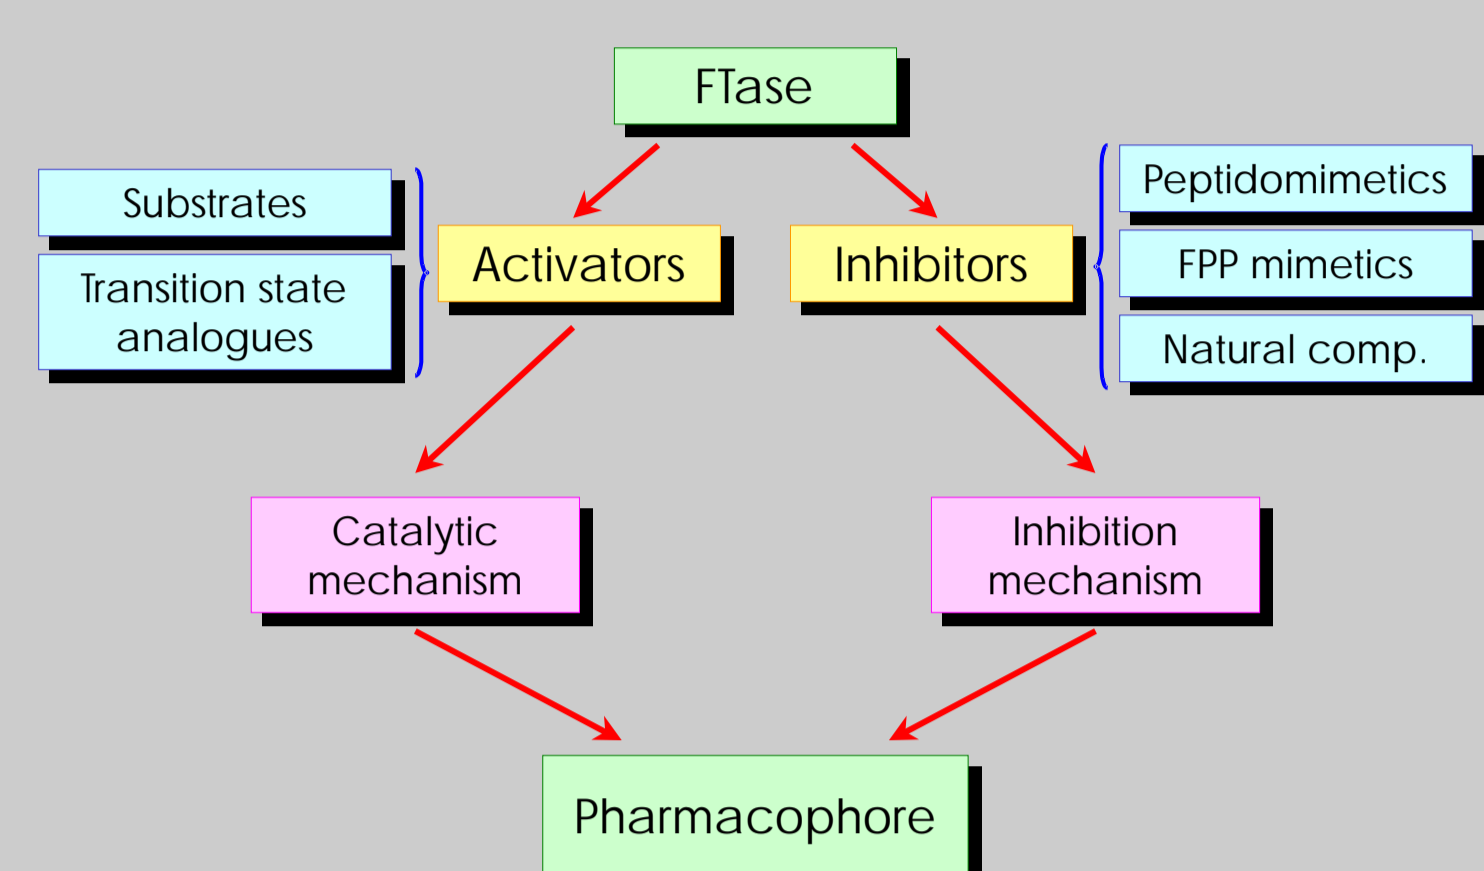 FTase
Substrates
Transition state
analogues
Activators
Inhibitors
Peptidomimetics
FPP mimetics
Natural comp.
Catalytic
mechanism
Inhibition
mechanism
Pharmacophore